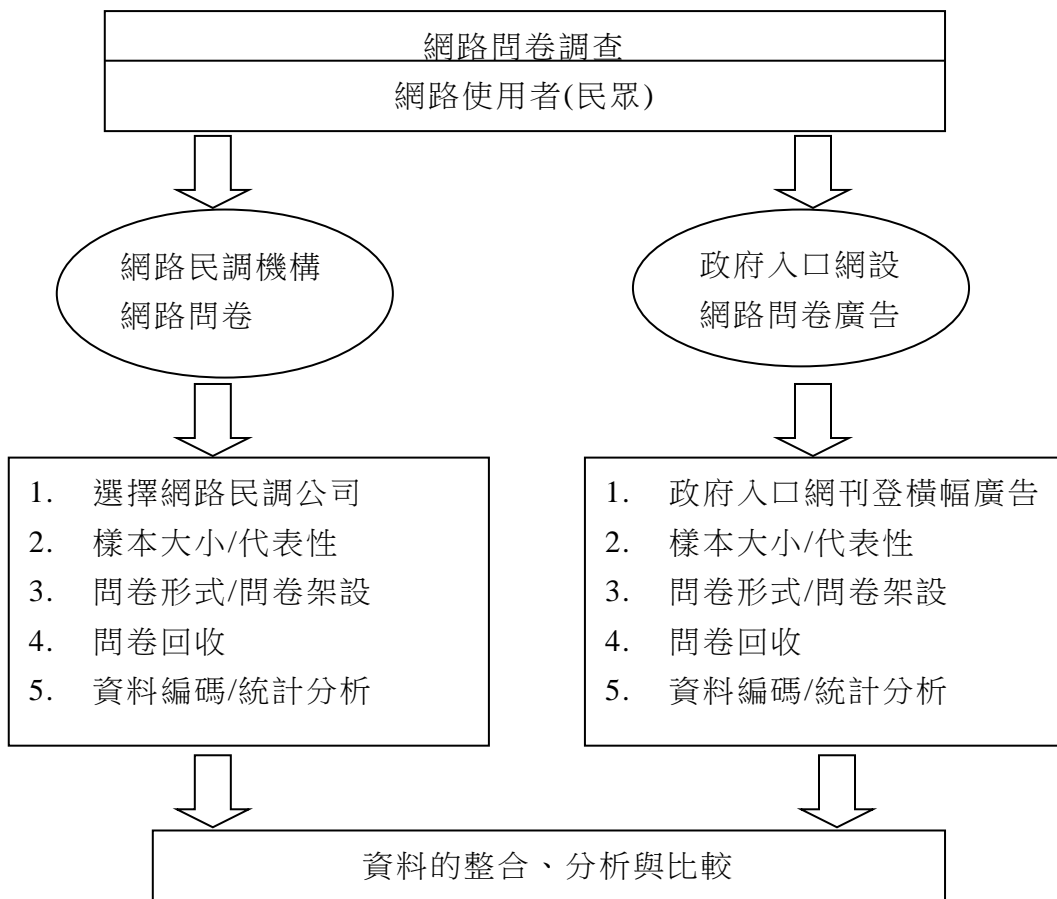 網路問卷調查
網路使用者(民眾)
網路民調機構
網路問卷
政府入口網設
網路問卷廣告
1. 選擇網路民調公司
2. 樣本大小/代表性
3. 問卷形式/問卷架設
4. 問卷回收
5. 資料編碼/統計分析
1. 政府入口網刊登橫幅廣告
2. 樣本大小/代表性
3. 問卷形式/問卷架設
4. 問卷回收
5. 資料編碼/統計分析
資料的整合、分析與比較